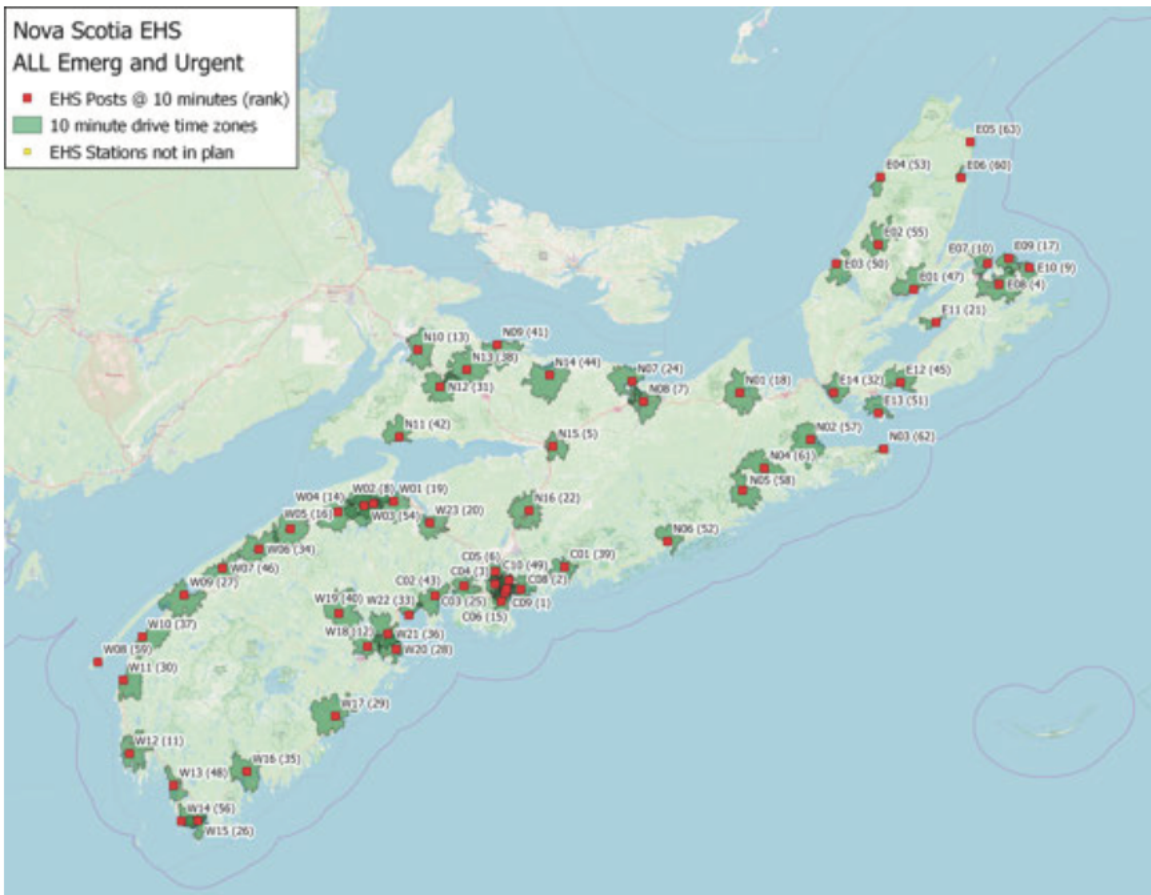 Nova Scotia EHS
ALL Emerg and Urgent
EHS Posts @ 10 minutes (rank)
10 minute drive time zones
EHS Stations not in plan
E05 (63)
E04 (53)
E06 (60)
E02 (55)
E07 (10)
E09 (17)
E03 (50)
E10 (9)
E01 (47)
E08 (4)
E11 (21)
N09 (41)
N10 (13)
N13 (38)
N14 (44)
N07 (24)
N12 (31)
N08 (7)
N01 (18)
E14 (32)
E12 (45)
E13 (51)
N11 (42)
N15 (5)
N02 (57)
N03 (62)
N04 (61)
N05 (58)
W02 (8)
W01 (19)
W04 (14)
W03 (54)
W05 (16)
W23 (20)
N16 (22)
W06 (34)
N06 (52)
C05 (6)
C01 (39)
W07 (46)
C04 (3)
C10 (49)
W09 (27)
C02 (43)
C08 (2)
W19 (40)
W22 (33)
C03 (25)
C09 (1)
C06 (15)
W10 (37)
W18 (12)
W21 (36)
W08 (59)
W20 (28)
W11 (30)
W17 (29)
W12 (11)
W16 (35)
W13 (48)
W14 (56)
W15 (26)